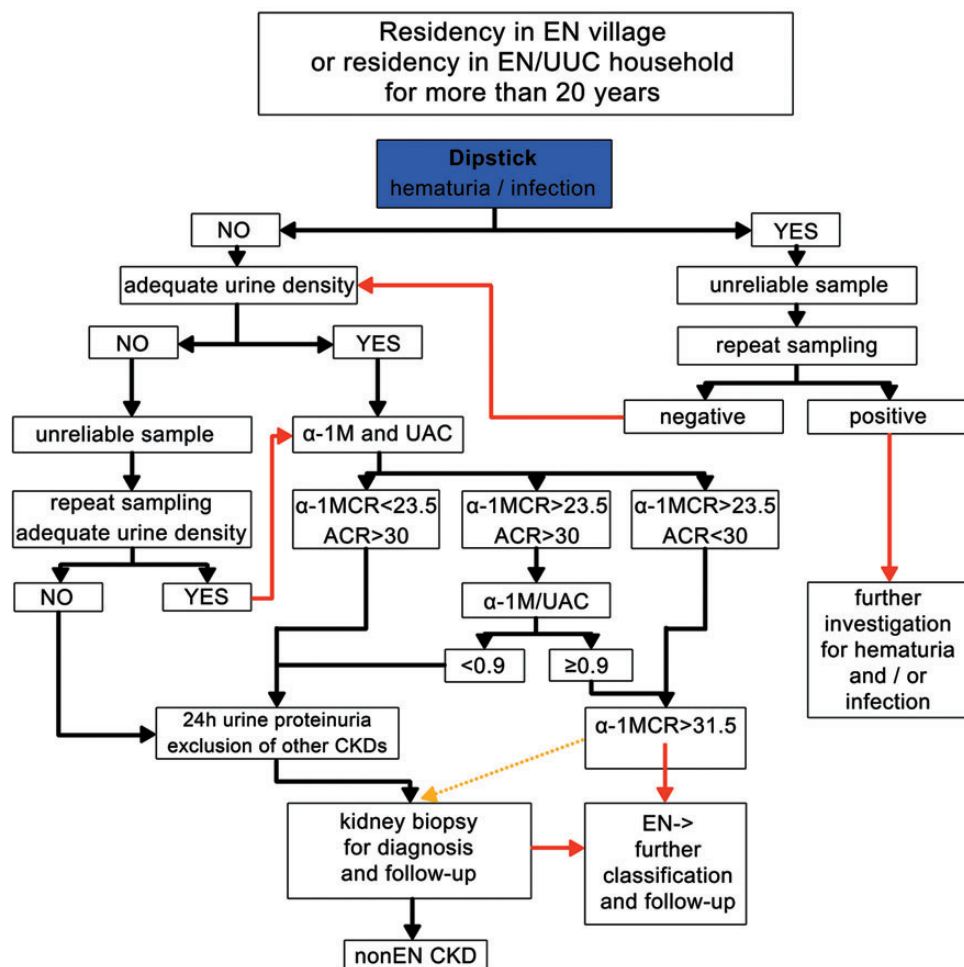 Residency in EN village
or residency in EN/UUC household
for more than 20 years
Dipstick
hematuria / infection
NO
YES
adequate urine density
unreliable sample
NO
YES
repeat sampling
negative
positive
unreliable sample
α-1M and UAC
repeat sampling
adequate urine density
α-1MCR<23.5
ACR>30
α-1MCR>23.5
ACR>30
α-1MCR>23.5
ACR<30
NO
YES
α-1M/UAC
further
investigation
for hematuria
and / or
infection
<0.9
≥0.9
24h urine proteinuria
exclusion of other CKDs
α-1MCR>31.5
kidney biopsy
for diagnosis
and follow-up
EN->
further
classification
and follow-up
nonEN CKD